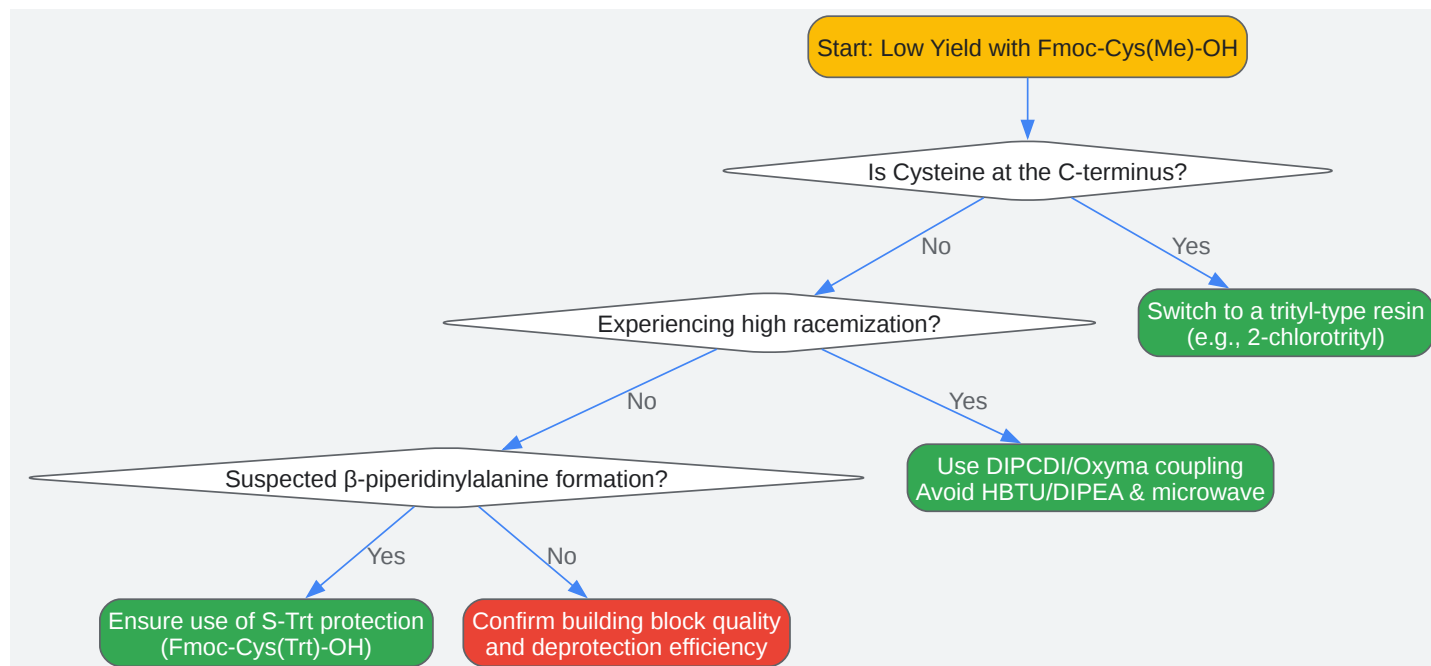 Start: Low Yield with Fmoc-Cys(Me)-OH
Is Cysteine at the C-terminus?
No
Yes
Experiencing high racemization?
Switch to a trityl-type resin
(e.g., 2-chlorotrityl)
No
Yes
Suspected β-piperidinylalanine formation?
Use DIPCDI/Oxyma coupling
Avoid HBTU/DIPEA & microwave
Yes
No
Ensure use of S-Trt protection
(Fmoc-Cys(Trt)-OH)
Confirm building block quality
and deprotection efficiency